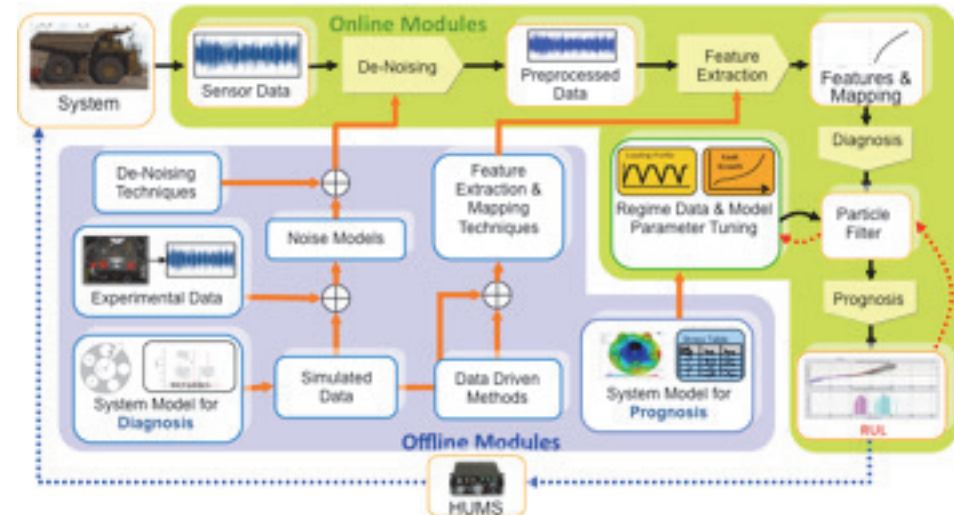 Online Modules
System
Sensor Data
De-Noising
Preprocessed
Data
Feature
Extraction
Features &
Mapping
Diagnosis
De-Noising
Techniques
Feature
Extraction &
Mapping
Techniques
Regime Data & Model
Parameter Tuning
Particle
Filter
Noise Models
Experimental Data
Prognosis
System Model for
Diagnosis
Simulated
Data
Data Driven
Methods
System Model for
Prognosis
RUL
Offline Modules
HUMS